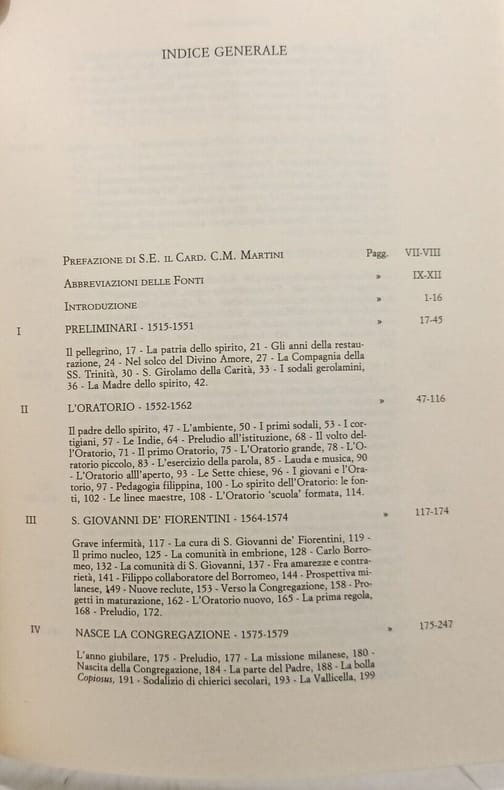 INDICE GENERALE
PREFAZIONE DI S.E. IL CARD. C.M. MARTINI Pagg. VII-VIII
ABBREVIAZIONI DELLE FONTI » IX-XII
INTRODUZIONE » 1-16
I PRELIMINARI - 1515-1551 » 17-45
Il pellegrino, 17 - La patria dello spirito, 21 - Gli anni della restau-
razione, 24 - Nel solco del Divino Amore, 27 - La Compagnia della
SS. Trinità, 30 - S. Girolamo della Carità, 33 - I sodali gerolamini,
36 - La Madre dello spirito, 42.
II L'ORATORIO - 1552-1562 » 47-116
Il padre dello spirito, 47 - L'ambiente, 50 - I primi sodali, 53 - I cor-
tigiani, 57 - Le Indie, 64 - Preludio all'istituzione, 68 - Il volto del-
l'Oratorio, 71 - Il primo Oratorio, 75 - L'Oratorio grande, 78 - L'O-
ratorio piccolo, 83 - L'esercizio della parola, 85 - Lauda e musica, 90
- L'Oratorio all'aperto, 93 - Le Sette chiese, 96 - I giovani e l'Ora-
torio, 97 - Pedagogia filippina, 100 - Lo spirito dell'Oratorio: le fon-
ti, 102 - Le linee maestre, 108 - L'Oratorio 'scuola' formata, 114.
III S. GIOVANNI DE' FIORENTINI - 1564-1574 » 117-174
Grave infermità, 117 - La cura di S. Giovanni de' Fiorentini, 119 -
Il primo nucleo, 125 - La comunità in embrione, 128 - Carlo Borro-
meo, 132 - La comunità di S. Giovanni, 137 - Fra amarezze e contra-
rietà, 141 - Filippo collaboratore del Borromeo, 144 - Prospettiva mi-
lanese, 149 - Nuove reclute, 153 - Verso la Congregazione, 158 - Pro-
getti in maturazione, 162 - L'Oratorio nuovo, 165 - La prima regola,
168 - Preludio, 172.
IV NASCE LA CONGREGAZIONE - 1575-1579 » 175-247
L'anno giubilare, 175 - Preludio, 177 - La missione milanese, 180 -
Nascita della Congregazione, 184 - La parte del Padre, 188 - La bolla
Copiosus, 191 - Sodalizio di chierici secolari, 193 - La Vallicella, 199